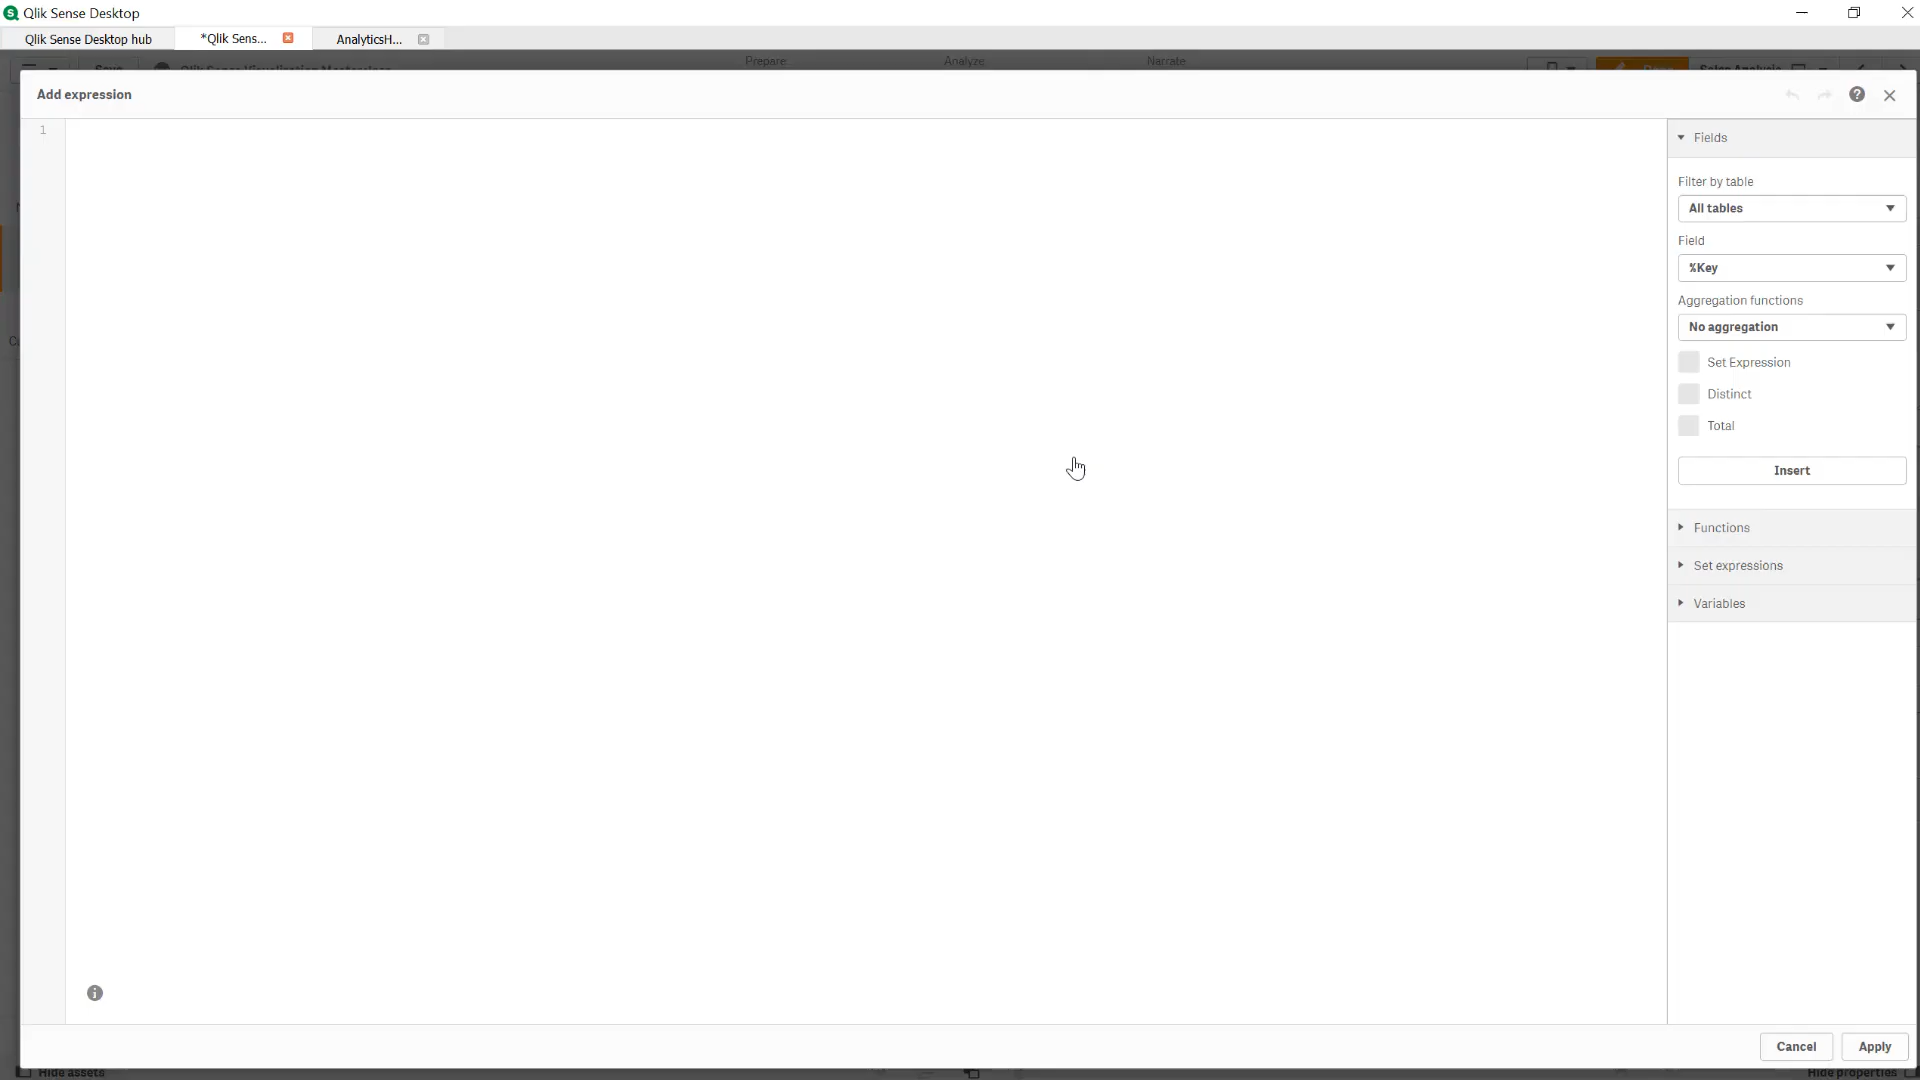 Qlik Sense Desktop
Qlik Sense Desktop hub
*Qlik Sens...
AnalyticsH...
Prepare
Analyze
Narrate
Add expression
1
Fields
Filter by table
All tables
Field
%Key
Aggregation functions
No aggregation
Set Expression
Distinct
Total
Insert
Functions
Set expressions
Variables
Cancel
Apply
Hide assets
Hide properties